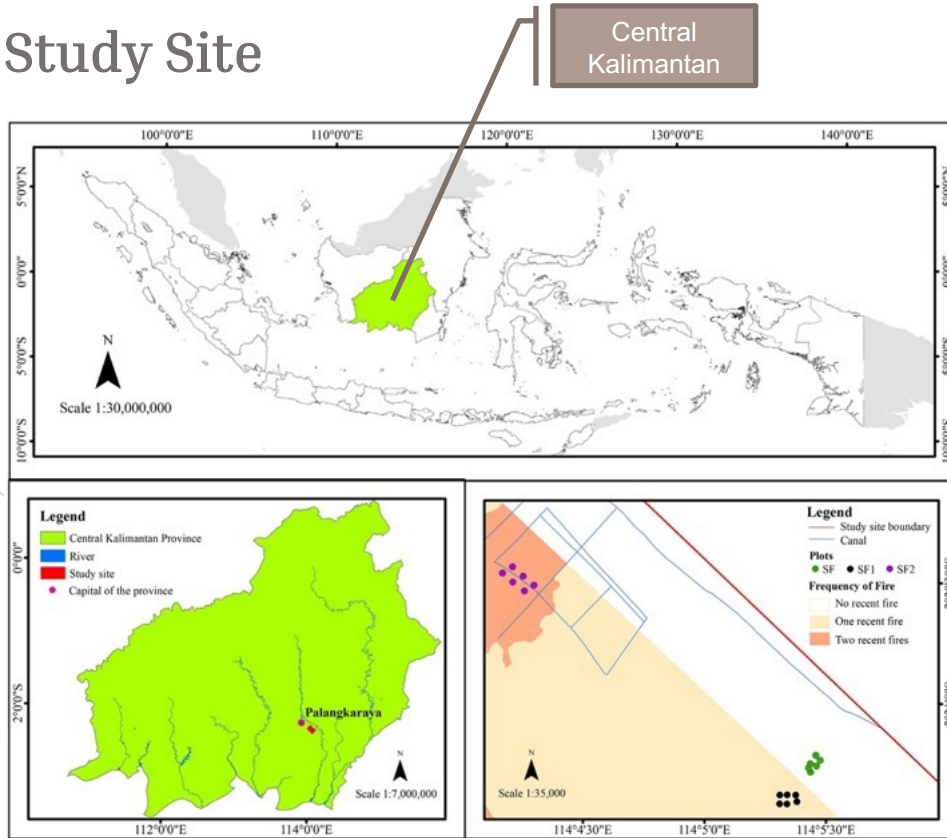 Study Site
Central
Kalimantan
100°0'0"E
110°0'0"E
120°0'0"E
130°0'0"E
140°0'0"E
5°0'0"N
0°0'0"
5°0'0"S
10°0'0"S
N
Scale 1:30,000,000
Legend
Central Kalimantan Province
River
Study site
Capital of the province
0°0'0"
2°0'0"S
Palangkaraya
N
Scale 1:7,000,000
112°0'0"E
114°0'0"E
Legend
Study site boundary
Canal
Plots
SF SF1 SF2
Frequency of Fire
No recent fire
One recent fire
Two recent fires
N
Scale 1:35,000
114°4'30"E
114°5'0"E
114°5'30"E